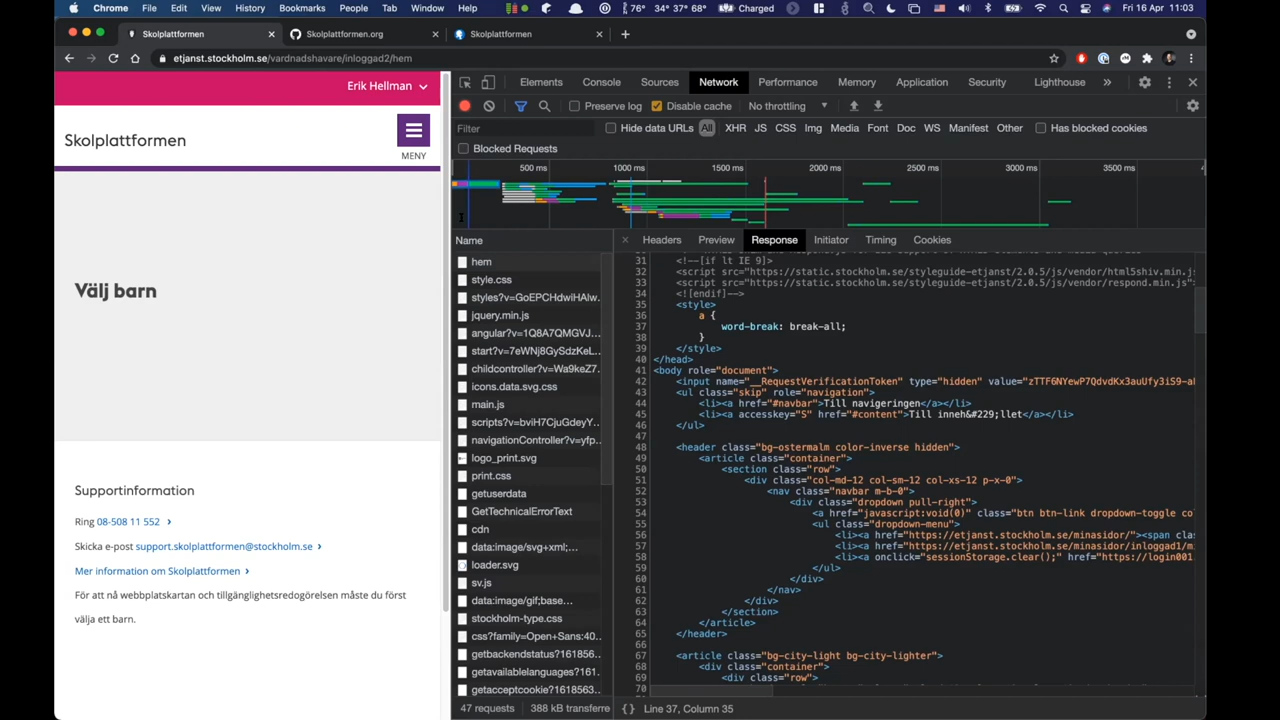 Chrome File Edit View History Bookmarks People Tab Window Help 76° 34° 37° 68° Charged Fri 16 Apr 11:03
Skolplattformen Skolplattformen.org Skolplattformen
etjanst.stockholm.se/vardnadshavare/inloggad2/hem
Erik Hellman
Skolplattformen
MENY
Välj barn
Supportinformation
Ring 08-508 11 552
Skicka e-post support.skolplattformen@stockholm.se
Mer information om Skolplattformen
För att nå webbplatskartan och tillgänglighetsredogörelsen måste du först
välja ett barn.
Elements Console Sources Network Performance Memory Application Security Lighthouse
Preserve log Disable cache No throttling
Filter Hide data URLs All XHR JS CSS Img Media Font Doc WS Manifest Other Has blocked cookies
Blocked Requests
500 ms 1000 ms 1500 ms 2000 ms 2500 ms 3000 ms 3500 ms
Name
hem
style.css
styles?v=GoEPCHdwiHAlw...
jquery.min.js
angular?v=1Q8A7QMGVJ...
start?v=7eWNj8GySdzKeL...
childcontroller?v=Wa9keZ7...
icons.data.svg.css
main.js
scripts?v=bviH7CjuGdeyY...
navigationController?v=yfp...
logo_print.svg
print.css
getuserdata
GetTechnicalErrorText
cdn
data:image/svg+xml;...
loader.svg
sv.js
data:image/gif;base...
stockholm-type.css
css?family=Open+Sans:40...
getbackendstatus?161856...
getavailablelanguages?161...
getacceptcookie?1618563...
47 requests 388 kB transferre
Headers Preview Response Initiator Timing Cookies
31 <!--[if lt IE 9]>
32 <script src="https://static.stockholm.se/styleguide-etjanst/2.0.5/js/vendor/html5shiv.min.js
33 <script src="https://static.stockholm.se/styleguide-etjanst/2.0.5/js/vendor/respond.min.js"
34 <![endif]-->
35 <style>
36 a {
37 word-break: break-all;
38 }
39 </style>
40 </head>
41 <body role="document">
42 <input name="__RequestVerificationToken" type="hidden" value="zTTF6NYewP7QdvdKx3auUfy3iS9-a
43 <ul class="skip" role="navigation">
44 <li><a href="#navbar">Till navigeringen</a></li>
45 <li><a accesskey="S" href="#content">Till inneh&#229;llet</a></li>
46 </ul>
47
48 <header class="bg-ostermalm color-inverse hidden">
49 <article class="container">
50 <section class="row">
51 <div class="col-md-12 col-sm-12 col-xs-12 p-x-0">
52 <nav class="navbar m-b-0">
53 <div class="dropdown pull-right">
54 <a href="javascript:void(0)" class="btn btn-link dropdown-toggle co
55 <ul class="dropdown-menu">
56 <li><a href="https://etjanst.stockholm.se/minasidor/"><span clas
57 <li><a href="https://etjanst.stockholm.se/minasidor/inloggad1/m
58 <li><a onclick="sessionStorage.clear();" href="https://login001.
59 </ul>
60 </div>
61 </nav>
62 </div>
63 </section>
64 </article>
65 </header>
66
67 <article class="bg-city-light bg-city-lighter">
68 <div class="container">
69 <div class="row">
70
{} Line 37, Column 35